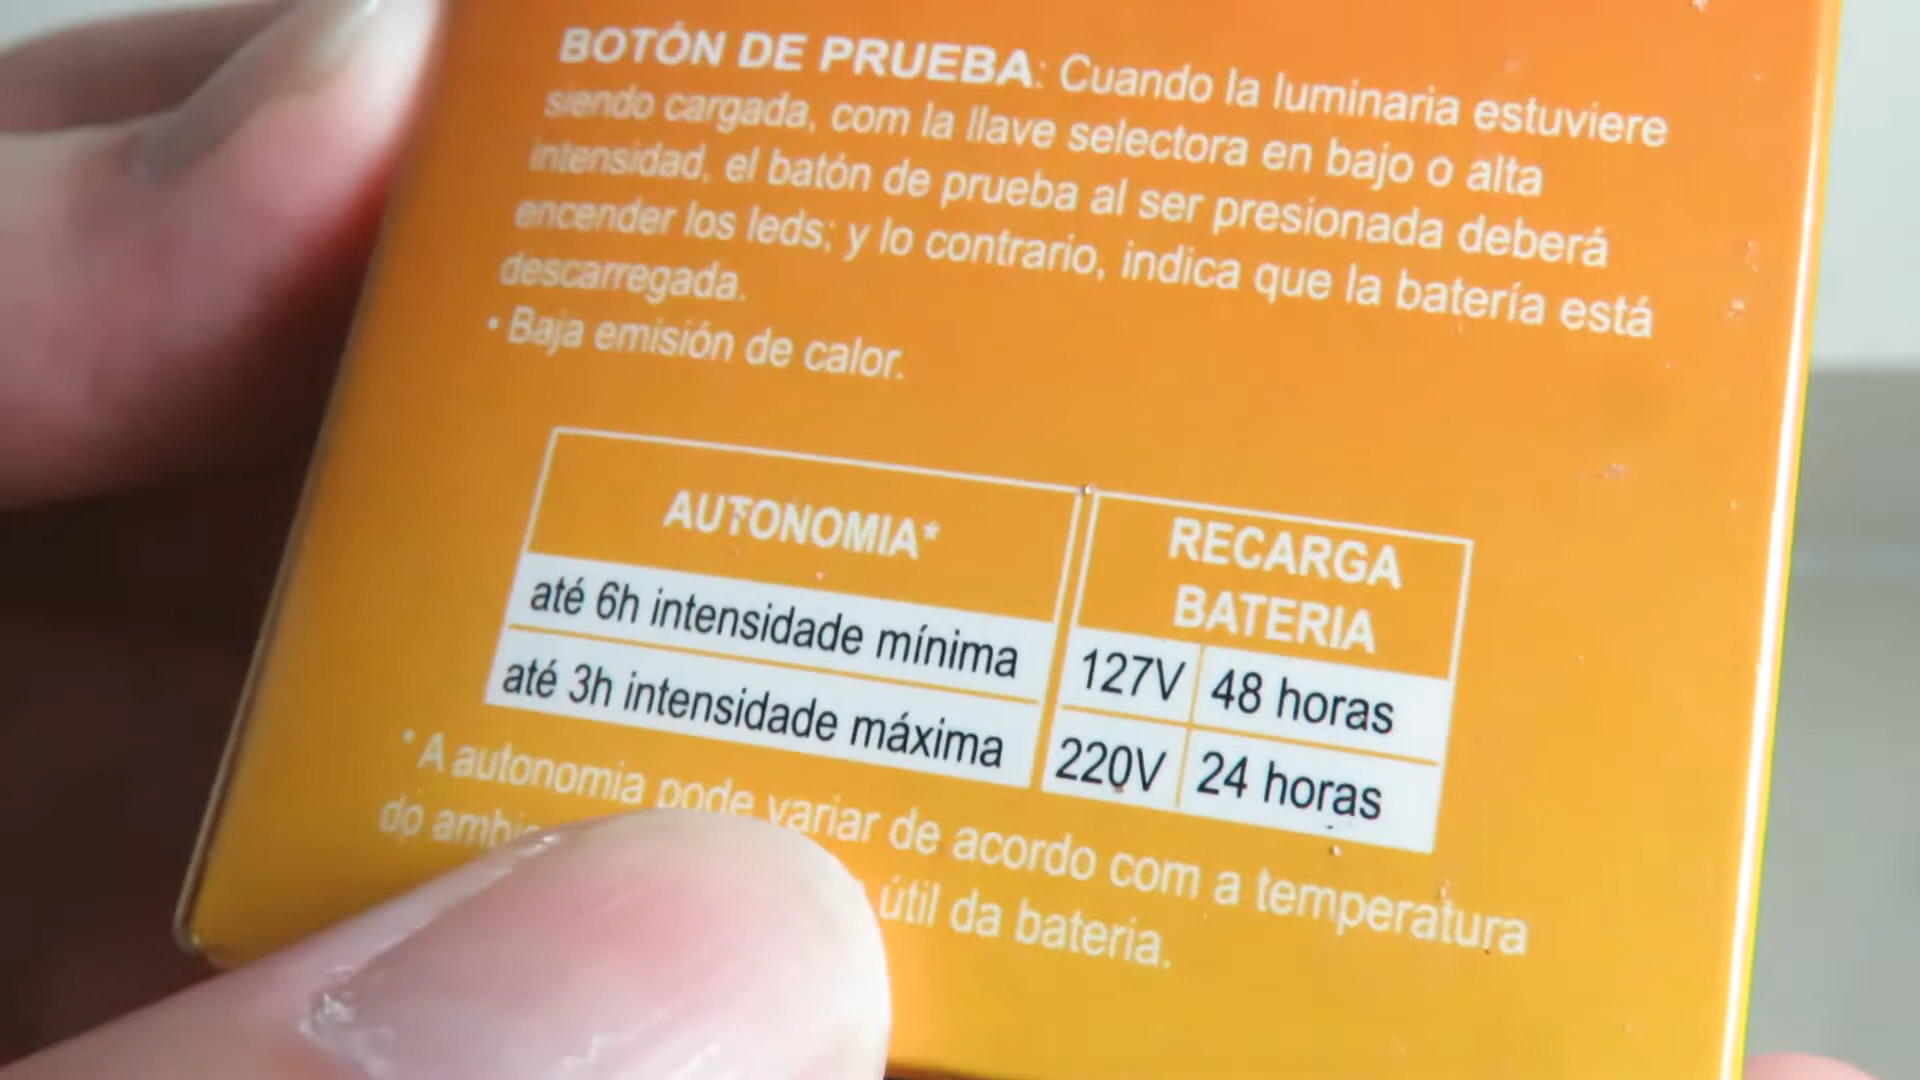 BOTÓN DE PRUEBA: Cuando la luminaria estuviere
siendo cargada, com la llave selectora en bajo o alta
intensidad, el batón de prueba al ser presionada deberá
encender los leds; y lo contrario, indica que la batería está
descarregada.
• Baja emisión de calor.
AUTONOMIA*
até 6h intensidade mínima
até 3h intensidade máxima
RECARGA
BATERIA
127V 48 horas
220V 24 horas
* A autonomia pode variar de acordo com a temperatura
do
útil da bateria.